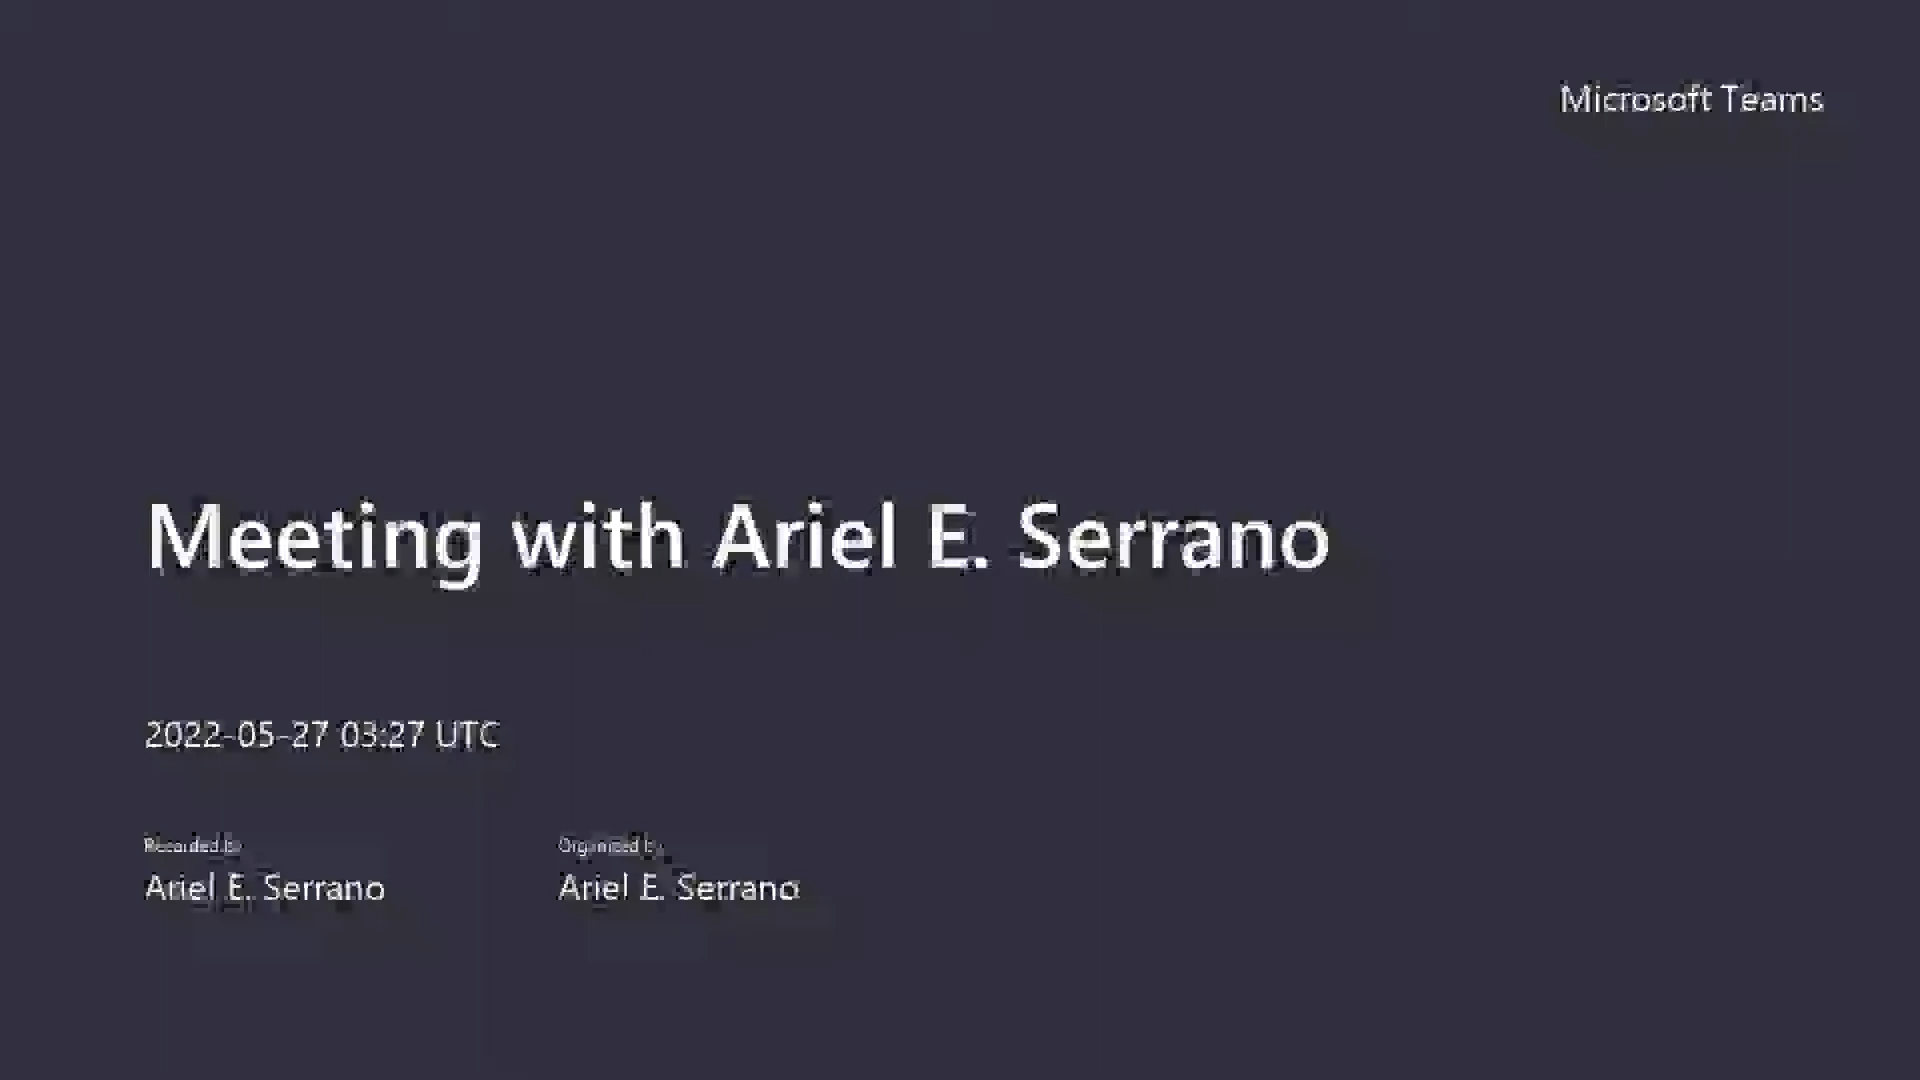 Microsoft Teams
Meeting with Ariel E. Serrano
2022-05-27 03:27 UTC
Recorded by
Organized by
Ariel E. Serrano
Ariel E. Serrano